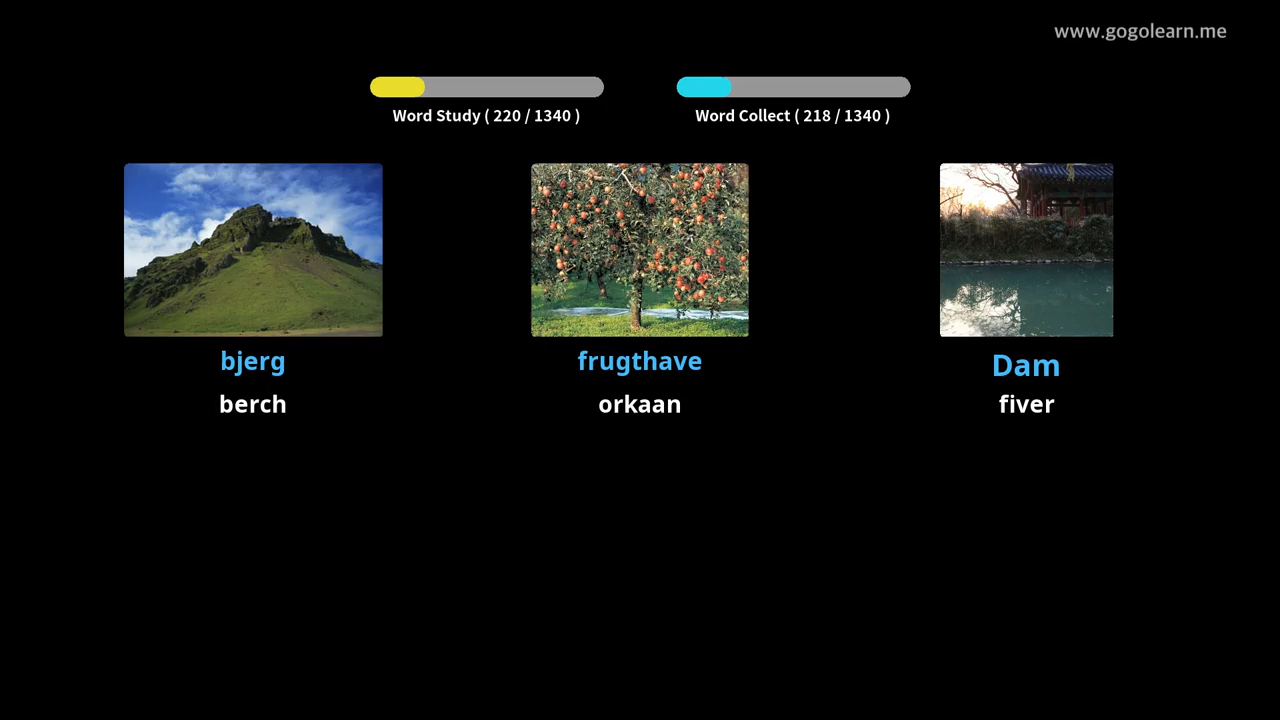 www.gogolearn.me
Word Study ( 220 / 1340 )
Word Collect ( 218 / 1340 )
bjerg
frugthave
Dam
berch
orkaan
fiver